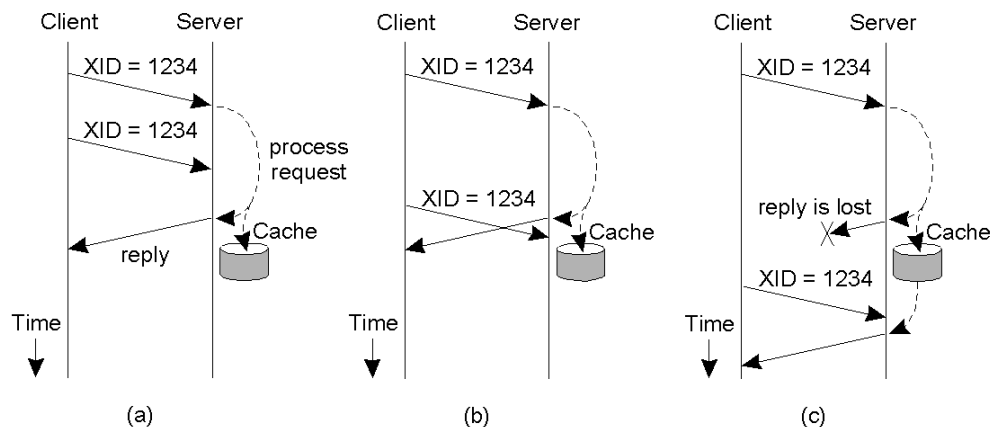 Client Server
XID = 1234
XID = 1234
process
request
Cache
reply
Time
(a)
Client Server
XID = 1234
XID = 1234
Cache
Time
(b)
Client Server
XID = 1234
reply is lost
Cache
XID = 1234
Time
(c)